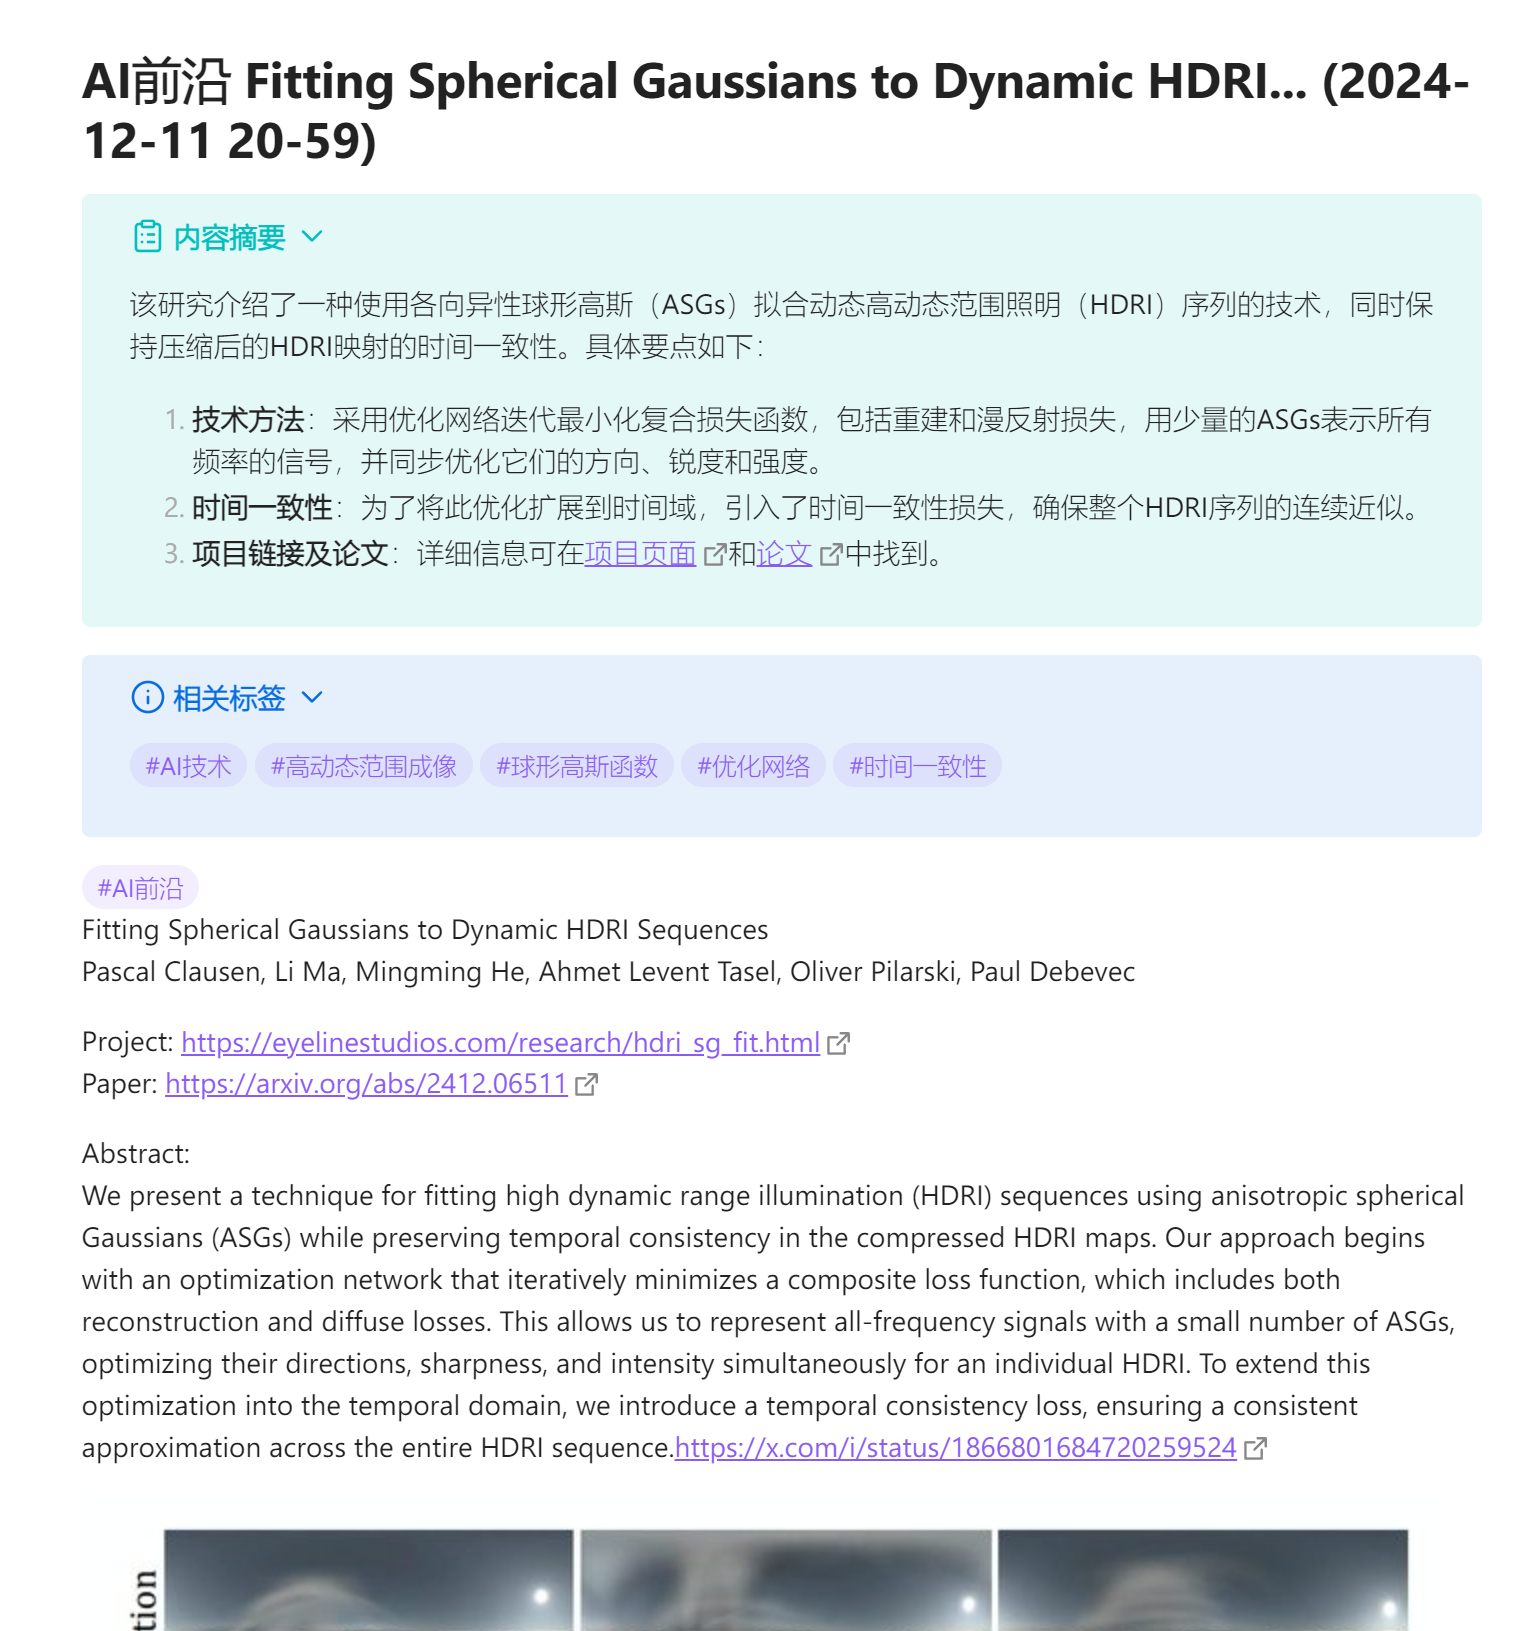 AI前沿 Fitting Spherical Gaussians to Dynamic HDRI... (2024-
12-11 20-59)
内容摘要
该研究介绍了一种使用各向异性球形高斯（ASGs）拟合动态高动态范围照明（HDRI）序列的技术，同时保
持压缩后的HDRI映射的时间一致性。具体要点如下：
1. 技术方法：采用优化网络迭代最小化复合损失函数，包括重建和漫反射损失，用少量的ASGs表示所有
频率的信号，并同步优化它们的方向、锐度和强度。
2. 时间一致性：为了将此优化扩展到时间域，引入了时间一致性损失，确保整个HDRI序列的连续近似。
3. 项目链接及论文：详细信息可在项目页面和论文中找到。
相关标签
#AI技术 #高动态范围成像 #球形高斯函数 #优化网络 #时间一致性
#AI前沿
Fitting Spherical Gaussians to Dynamic HDRI Sequences
Pascal Clausen, Li Ma, Mingming He, Ahmet Levent Tasel, Oliver Pilarski, Paul Debevec
Project: https://eyelinestudios.com/research/hdri_sg_fit.html
Paper: https://arxiv.org/abs/2412.06511
Abstract:
We present a technique for fitting high dynamic range illumination (HDRI) sequences using anisotropic spherical
Gaussians (ASGs) while preserving temporal consistency in the compressed HDRI maps. Our approach begins
with an optimization network that iteratively minimizes a composite loss function, which includes both
reconstruction and diffuse losses. This allows us to represent all-frequency signals with a small number of ASGs,
optimizing their directions, sharpness, and intensity simultaneously for an individual HDRI. To extend this
optimization into the temporal domain, we introduce a temporal consistency loss, ensuring a consistent
approximation across the entire HDRI sequence.https://x.com/i/status/1866801684720259524
tion